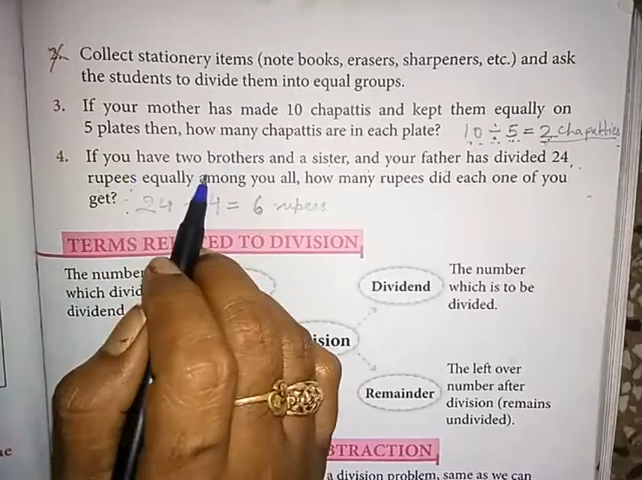 2. Collect stationery items (note books, erasers, sharpeners, etc.) and ask
the students to divide them into equal groups.
3. If your mother has made 10 chapattis and kept them equally on
5 plates then, how many chapattis are in each plate? 10 ÷ 5 = 2 chapatties
4. If you have two brothers and a sister, and your father has divided 24
rupees equally among you all, how many rupees did each one of you
get? 24 4 = 6 rupees
TERMS RE ED TO DIVISION
The number
which divid
dividend
ision
Dividend
The number
which is to be
divided.
Remainder
The left over
number after
division (remains
undivided).
BTRACTION
a division problem, same as we can
e